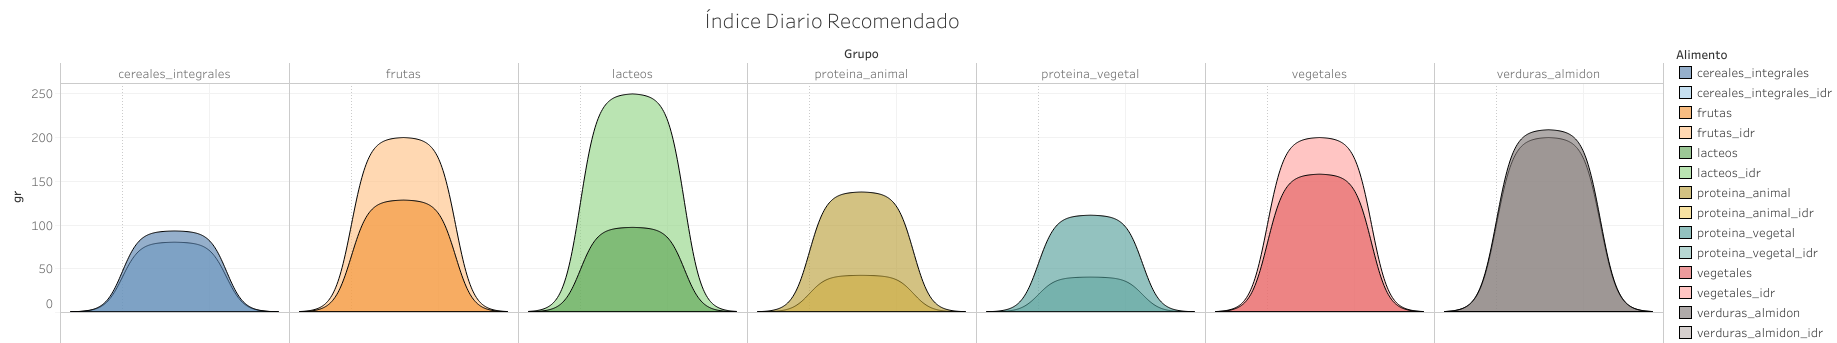 Índice Diario Recomendado
Grupo
cereales_integrales frutas lacteos proteina_animal proteina_vegetal vegetales verduras_almidon
250
200
150
100
50
0
gr
Alimento
cereales_integrales
cereales_integrales_idr
frutas
frutas_idr
lacteos
lacteos_idr
proteina_animal
proteina_animal_idr
proteina_vegetal
proteina_vegetal_idr
vegetales
vegetales_idr
verduras_almidon
verduras_almidon_idr